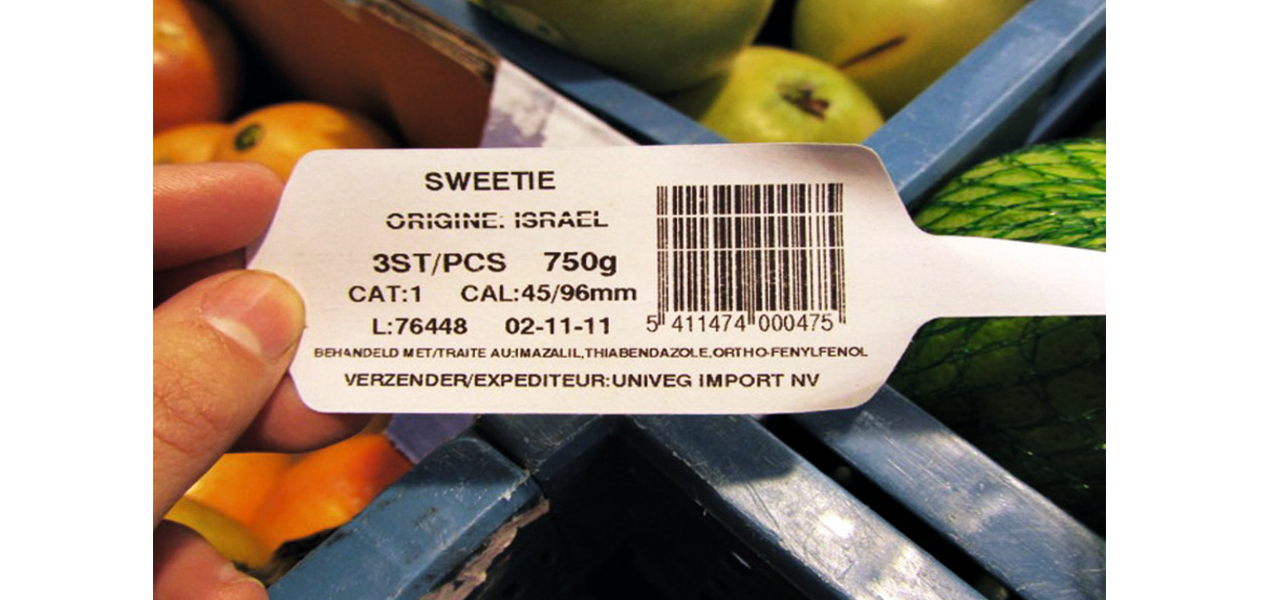 SWEETIE
ORIGINE: ISRAEL
3ST/PCS 750g
CAT:1 CAL:45/96mm
L:76448 02-11-11
5 411474 000475
BEHANDELD MET/TRAITE AU:IMAZALIL,THIABENDAZOLE,ORTHO-FENYLFENOL
VERZENDER/EXPEDITEUR:UNIVEG IMPORT NV